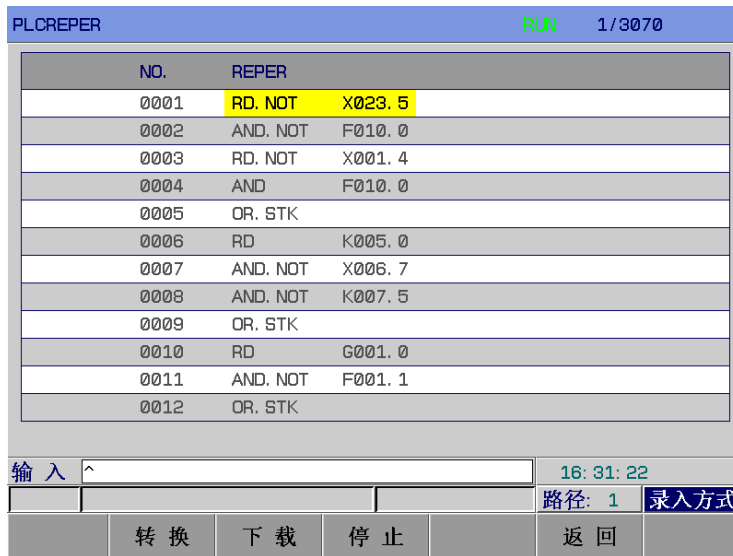 PLCREPER RUN 1/3070
NO. REPER
0001 RD. NOT X023. 5
0002 AND. NOT F010. 0
0003 RD. NOT X001. 4
0004 AND F010. 0
0005 OR. STK
0006 RD K005. 0
0007 AND. NOT X006. 7
0008 AND. NOT K007. 5
0009 OR. STK
0010 RD G001. 0
0011 AND. NOT F001. 1
0012 OR. STK
输 入 ^ 16: 31: 22
路径: 1 录入方式
转 换 下 载 停 止 返 回